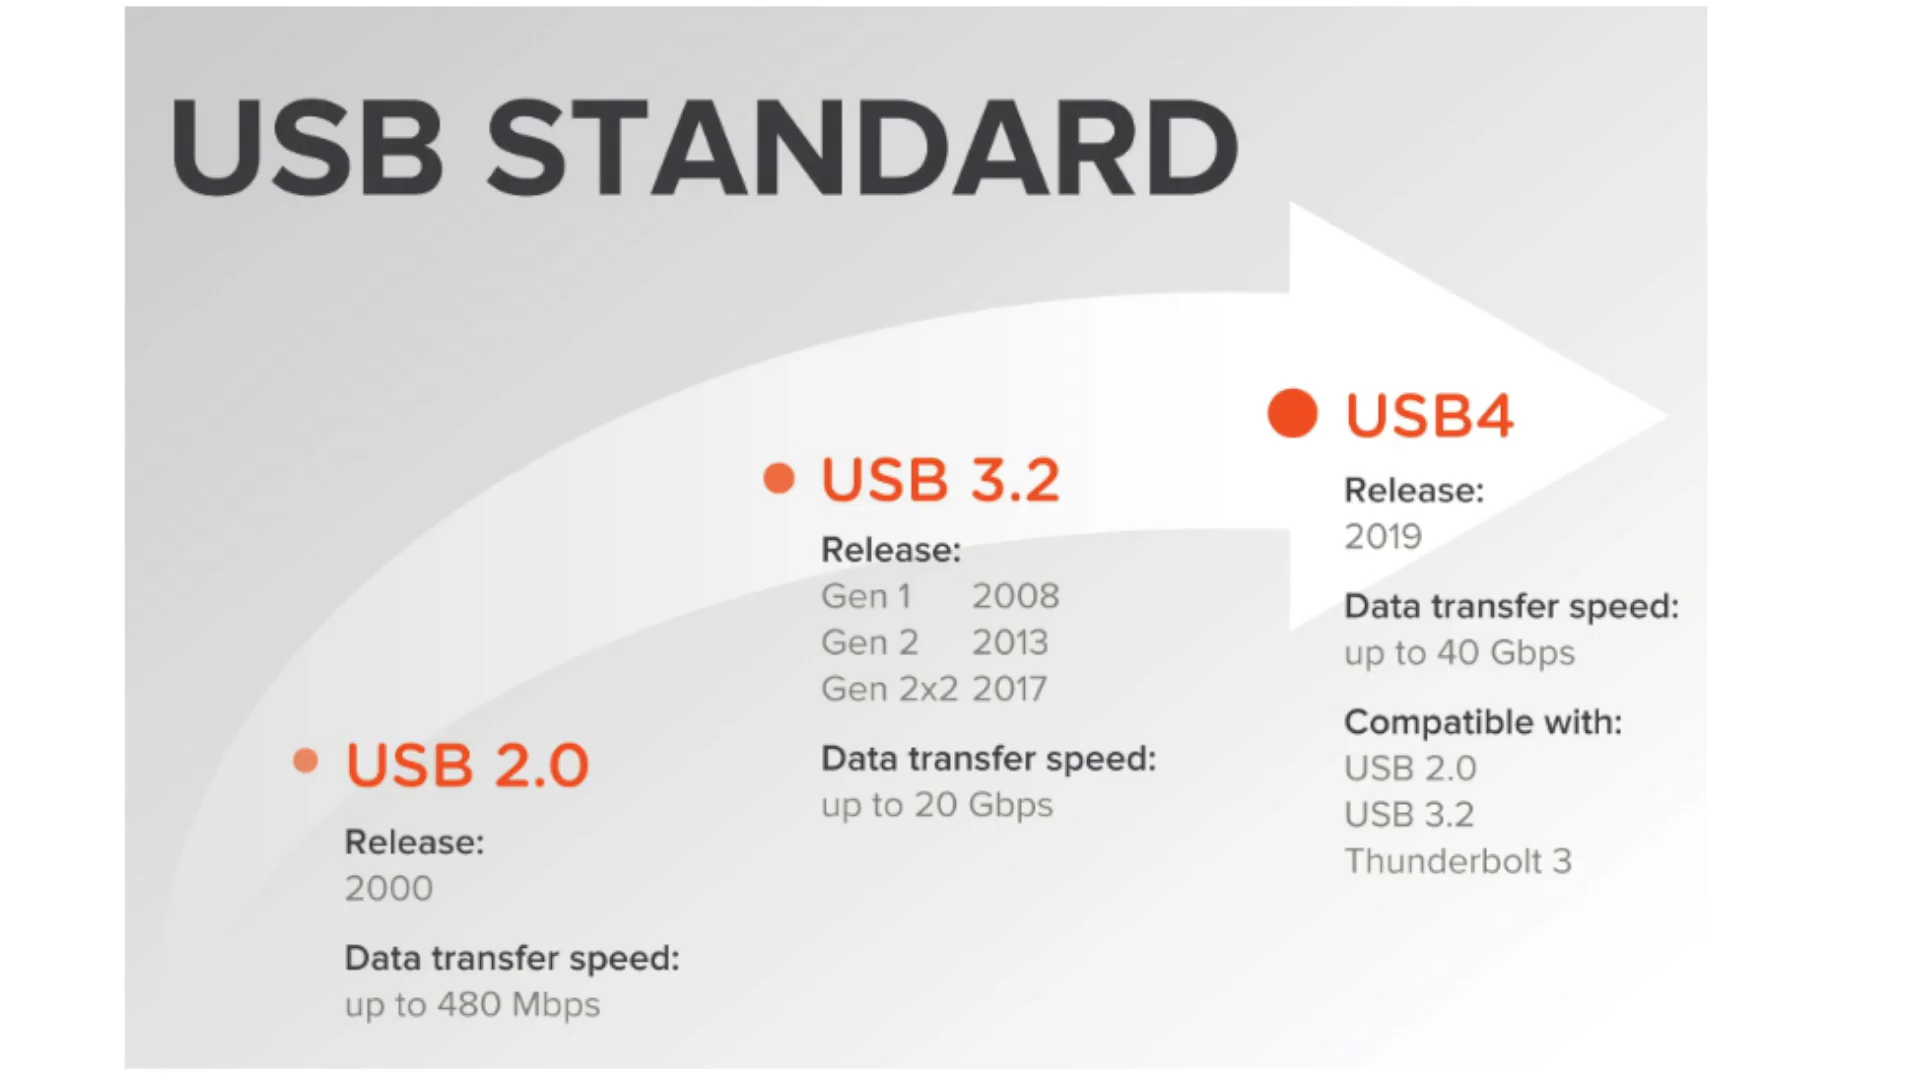 USB STANDARD
USB 2.0
Release:
2000
Data transfer speed:
up to 480 Mbps
USB 3.2
Release:
Gen 1 2008
Gen 2 2013
Gen 2x2 2017
Data transfer speed:
up to 20 Gbps
USB4
Release:
2019
Data transfer speed:
up to 40 Gbps
Compatible with:
USB 2.0
USB 3.2
Thunderbolt 3